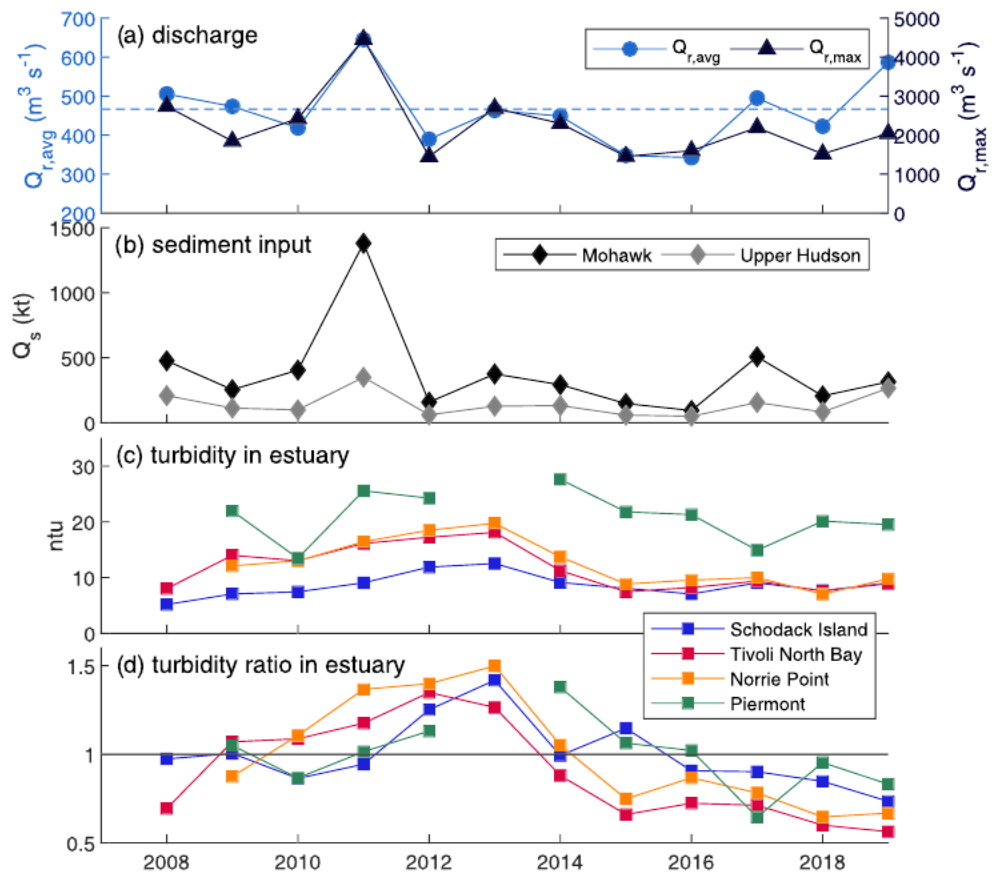 700
600
500
400
300
200
Q_r,avg (m³ s⁻¹)
(a) discharge
Q_r,avg
Q_r,max
5000
4000
3000
2000
1000
0
Q_r,max (m³ s⁻¹)
1500
1000
500
0
Q_s (kt)
(b) sediment input
Mohawk
Upper Hudson
30
20
10
0
ntu
(c) turbidity in estuary
Schodack Island
Tivoli North Bay
Norrie Point
Piermont
(d) turbidity ratio in estuary
1.5
1
0.5
2008
2010
2012
2014
2016
2018